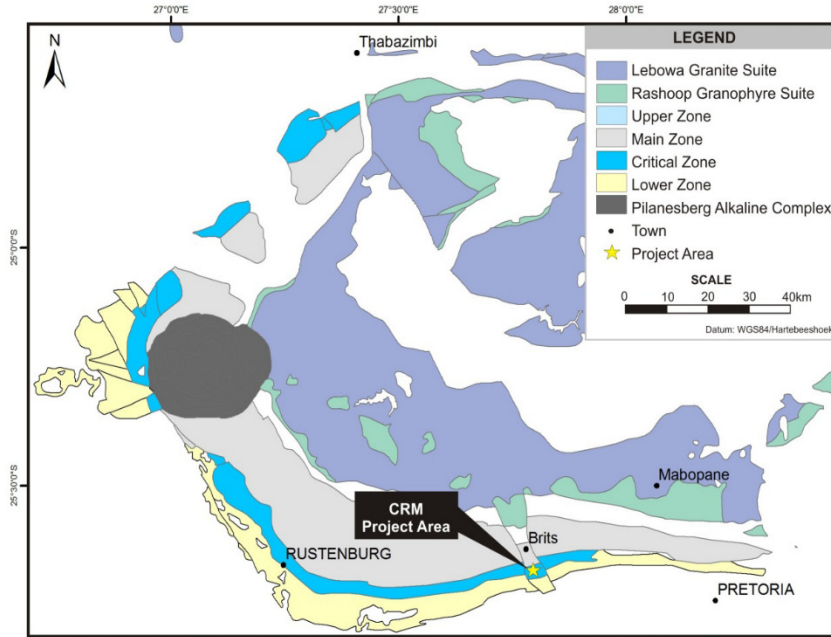 27°0'0"
27°30'0"
28°0'0"
N
Thabazimbi
LEGEND
Lebowa Granite Suite
Rashoop Granophyre Suite
Upper Zone
Main Zone
Critical Zone
Lower Zone
Pilanesberg Alkaline Complex
Town
Project Area
SCALE
0 10 20 30 40km
Datum: WGS84/Hartebeeshoek
25°0'0"S
25°30'0"S
Mabopane
CRM
Project Area
Brits
RUSTENBURG
PRETORIA